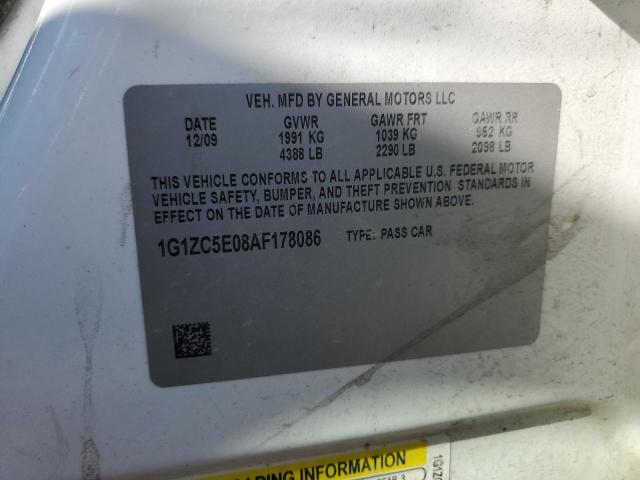 VEH. MFD BY GENERAL MOTORS LLC
DATE GVWR GAWR FRT GAWR RR
12/09 1991 KG 1039 KG 952 KG
4388 LB 2290 LB 2098 LB
THIS VEHICLE CONFORMS TO ALL APPLICABLE U.S. FEDERAL MOTOR
VEHICLE SAFETY, BUMPER, AND THEFT PREVENTION STANDARDS IN
EFFECT ON THE DATE OF MANUFACTURE SHOWN ABOVE.
1G1ZC5E08AF178086 TYPE: PASS CAR
LOADING INFORMATION
1G1ZC